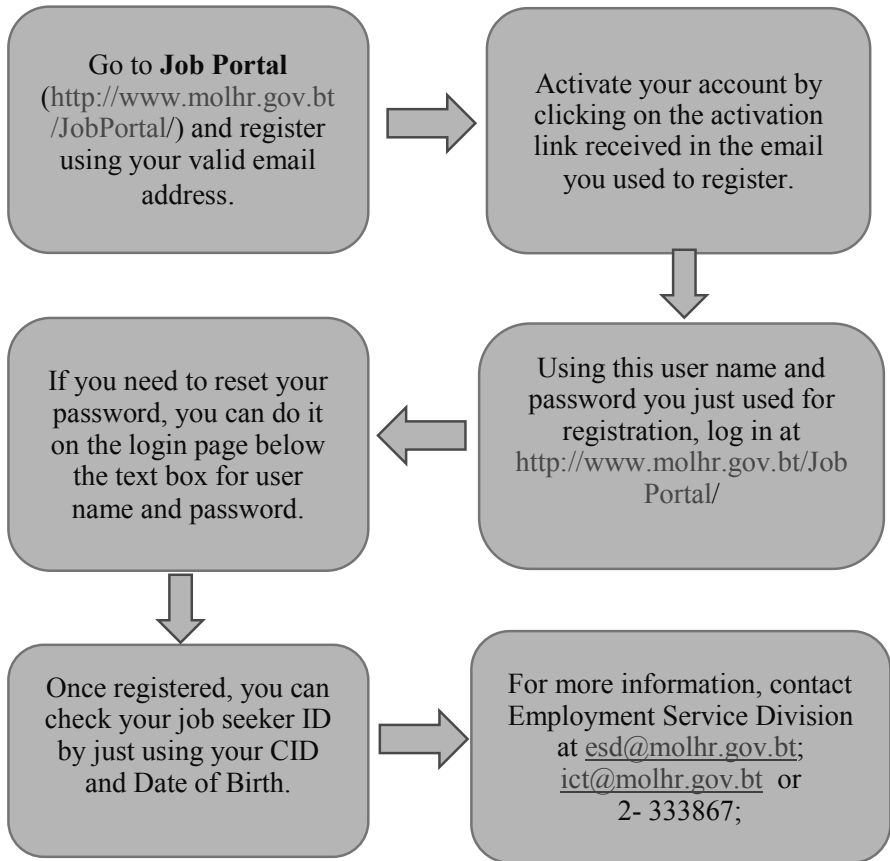 Go to Job Portal
(http://www.molhr.gov.bt
/JobPortal/) and register
using your valid email
address.
Activate your account by
clicking on the activation
link received in the email
you used to register.
Using this user name and
password you just used for
registration, log in at
http://www.molhr.gov.bt/Job
Portal/
If you need to reset your
password, you can do it
on the login page below
the text box for user
name and password.
Once registered, you can
check your job seeker ID
by just using your CID
and Date of Birth.
For more information, contact
Employment Service Division
at esd@molhr.gov.bt;
ict@molhr.gov.bt or
2- 333867;